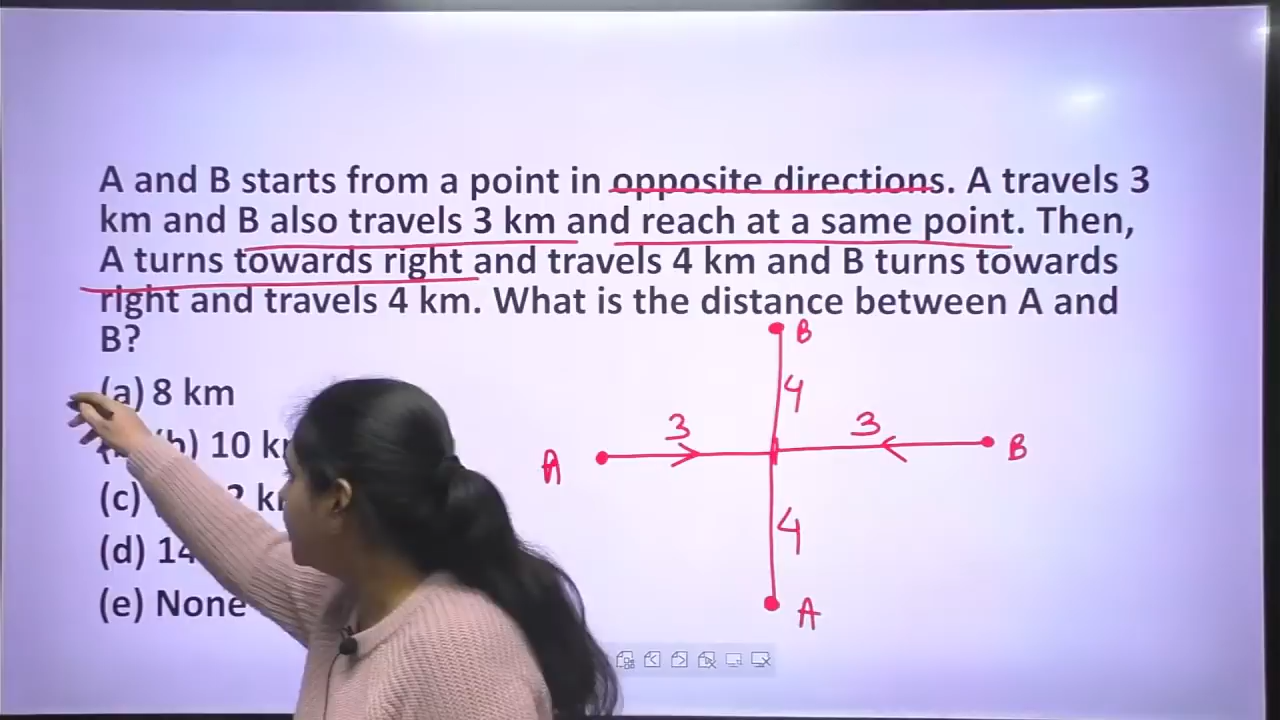 A and B starts from a point in opposite directions. A travels 3
km and B also travels 3 km and reach at a same point. Then,
A turns towards right and travels 4 km and B turns towards
right and travels 4 km. What is the distance between A and
B?
(a) 8 km
(b) 10
(c)
(d)
(e) None
B
4
3
3
A
B
4
A